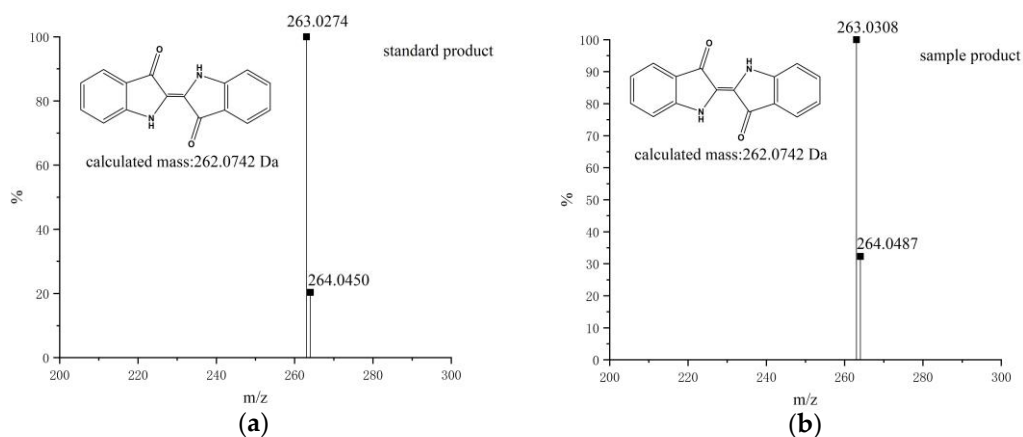 263.0274
standard product
O
H
N
N
H
O
calculated mass:262.0742 Da
264.0450
100
80
60
40
20
0
%
200 220 240 260 280 300
m/z
(a)
263.0308
sample product
O
H
N
N
H
O
calculated mass:262.0742 Da
264.0487
100
90
80
70
60
50
40
30
20
10
0
%
200 220 240 260 280 300
m/z
(b)